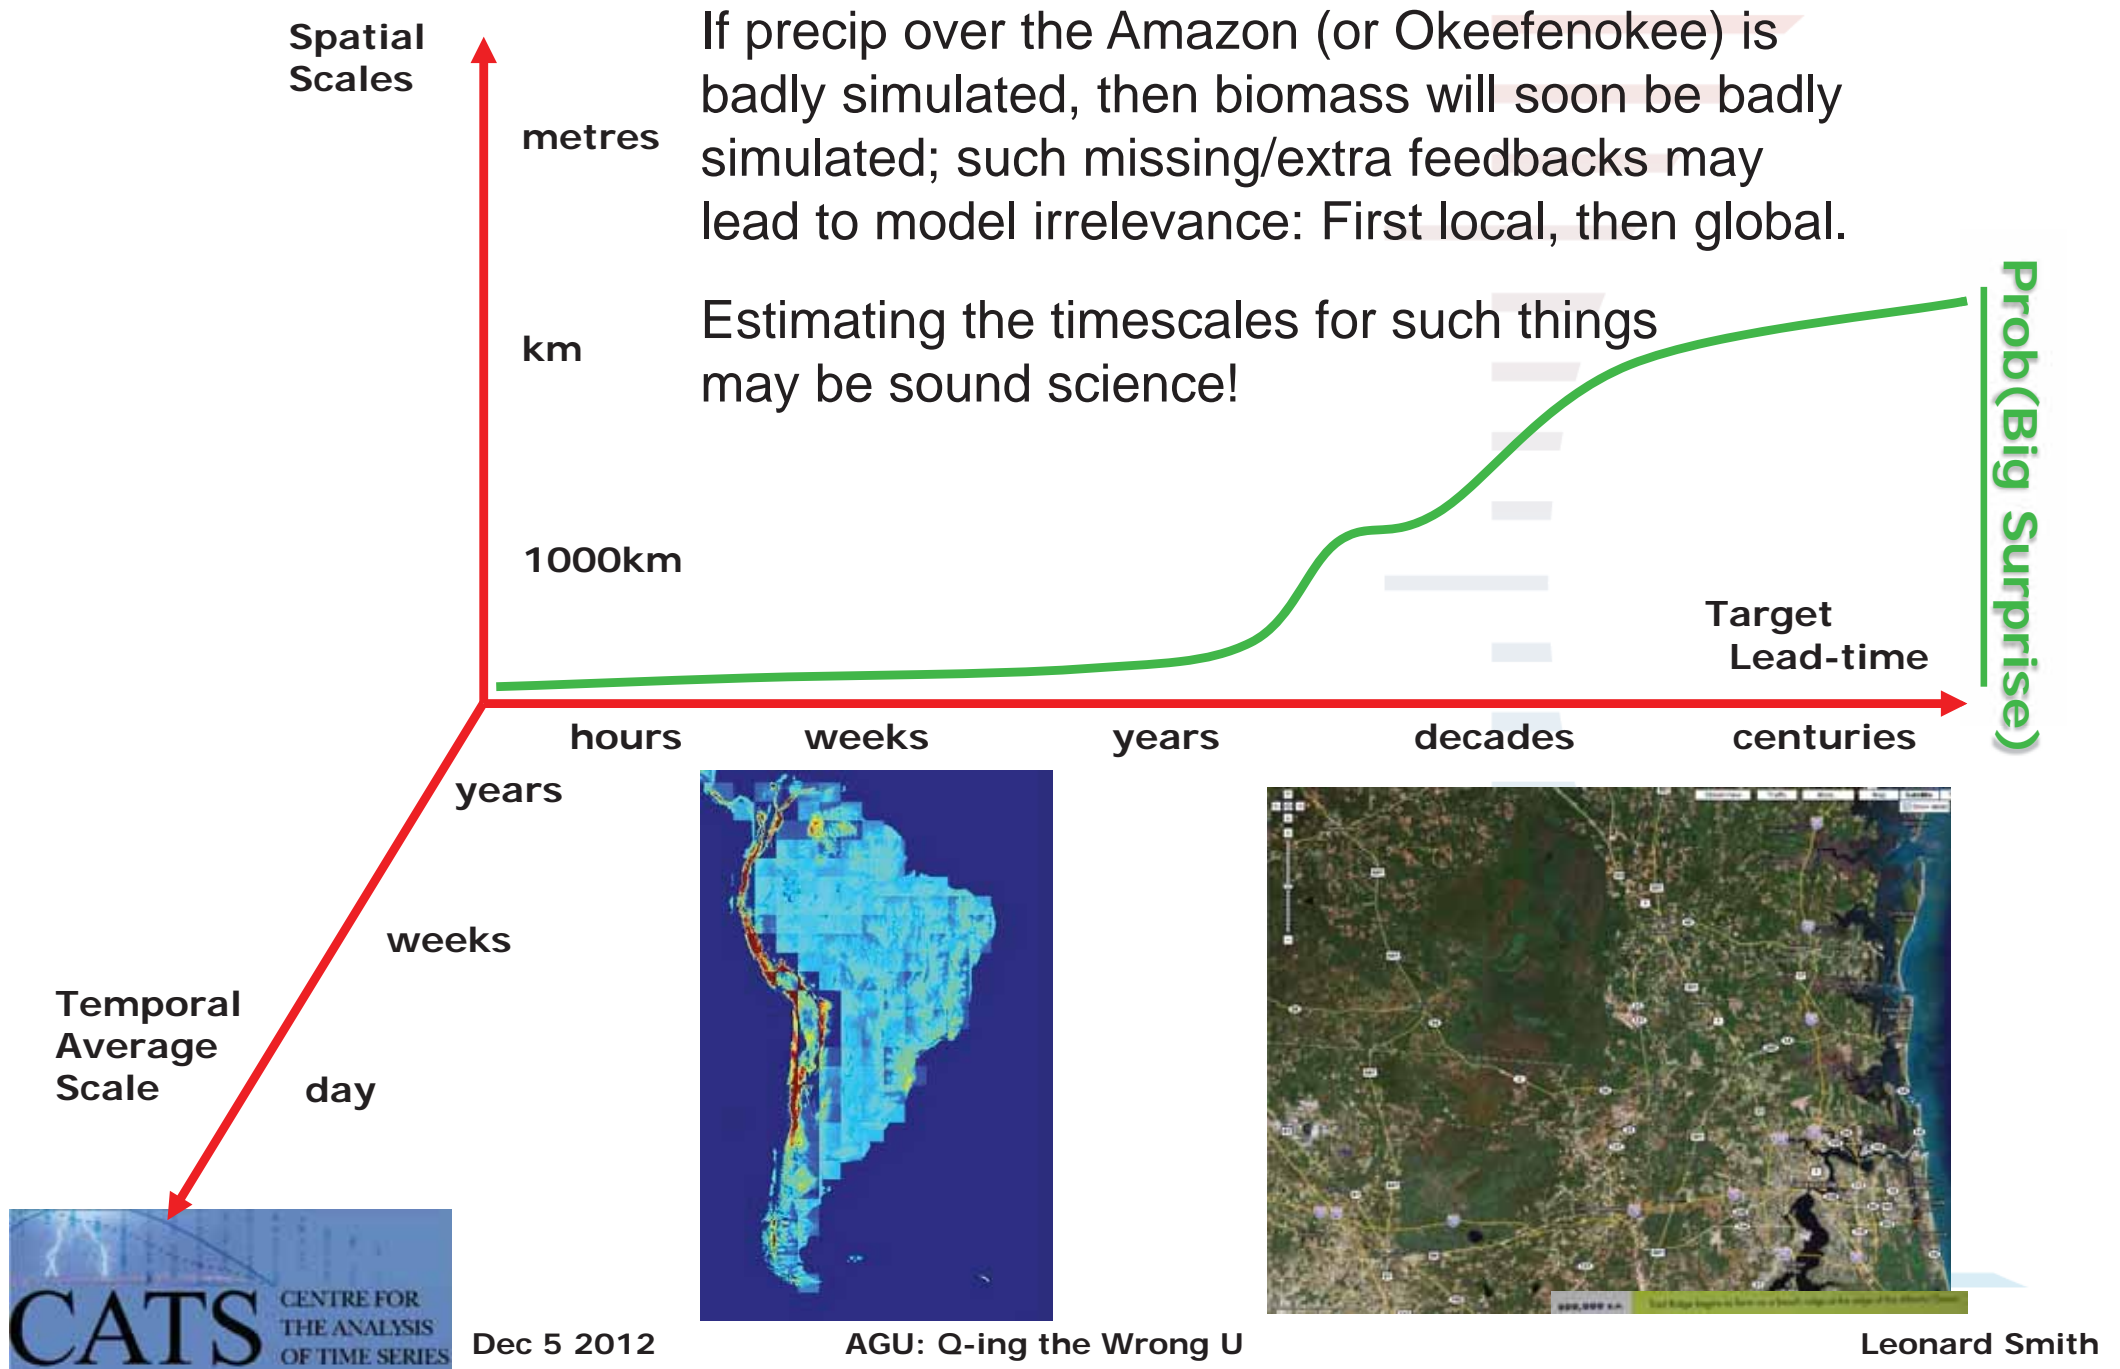 Spatial
Scales
If precip over the Amazon (or Okeefenokee) is
badly simulated, then biomass will soon be badly
simulated; such missing/extra feedbacks may
lead to model irrelevance: First local, then global.
Estimating the timescales for such things
may be sound science!
metres
km
1000km
Prob(Big Surprise)
Target
Lead-time
hours
weeks
years
decades
centuries
years
weeks
day
Temporal
Average
Scale
CATS
CENTRE FOR
THE ANALYSIS
OF TIME SERIES
Dec 5 2012
AGU: Q-ing the Wrong U
Leonard Smith